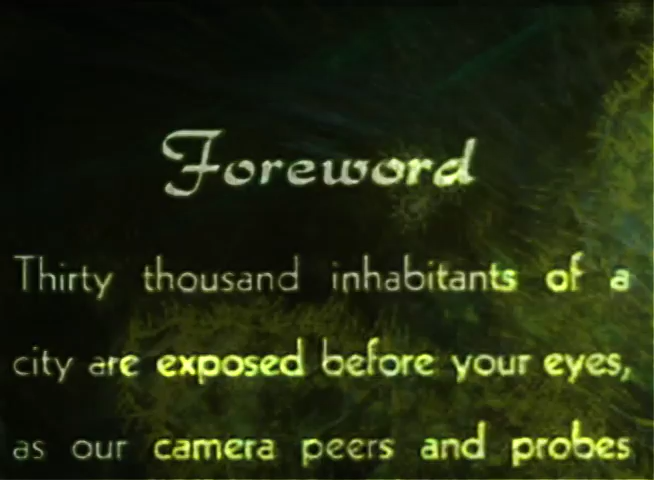 Foreword
Thirty thousand inhabitants of a
city are exposed before your eyes,
as our camera peers and probes